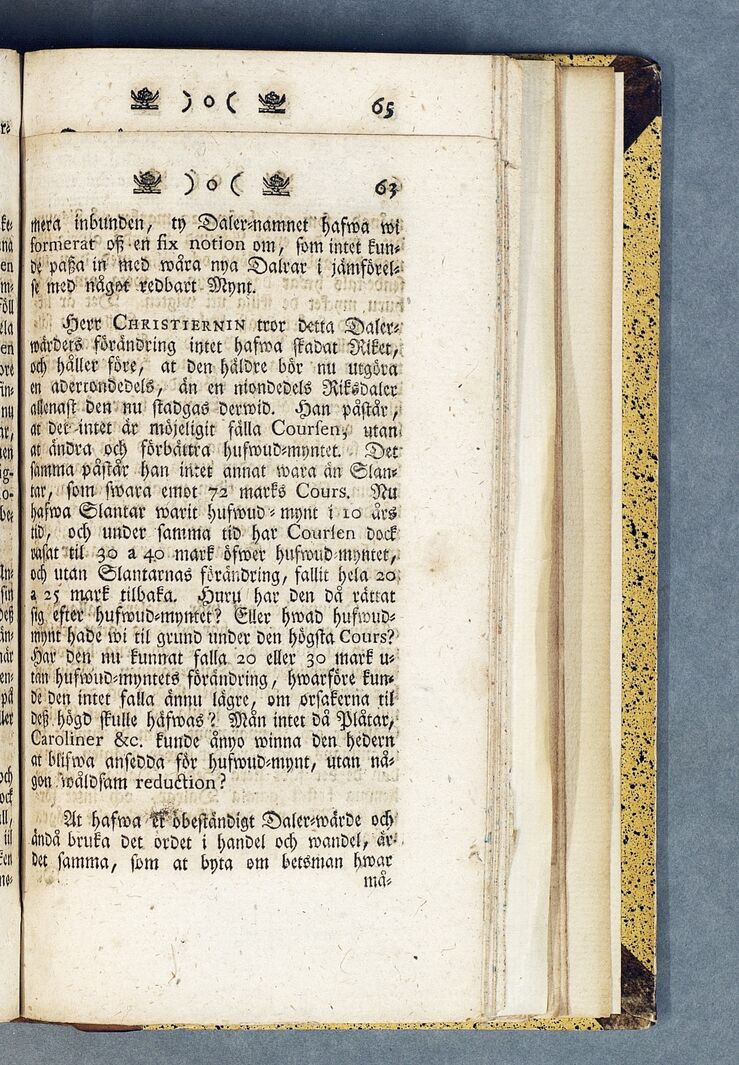 ) o ( 65
) o ( 63
mera inbunden, ty Daler-namnet hafwa wi
formerat oß en fix notion om, som intet kun-
de paßa in med wåra nya Dalrar i jämförel-
se med något redbart Mynt.
Herr CHRISTIERNIN tror detta Daler-
wärdets förändring intet hafwa skadat Riket,
och håller före, at den häldre bör nu utgöra
en adertondedels, än en niondedels Riksdaler
allenast den nu stadgas derwid. Han påstår,
at det intet är möjeligit fälla Coursen, utan
at ändra och förbättra hufwud-myntet. Det
samma påstår han intet annat wara än Slan-
tar, som swara emot 72 marks Cours. Nu
hafwa Slantar warit hufwud-mynt i 10 års
tid, och under samma tid har Coursen dock
rasat til 30 a 40 mark öfwer hufwud-myntet,
och utan Slantarnas förändring, fallit hela 20
a 25 mark tilbaka. Huru har den då rättat
sig efter hufwud-myntet? Eller hwad hufwud-
mynt hade wi til grund under den högsta Cours?
Har den nu kunnat falla 20 eller 30 mark u-
tan hufwud-myntets förändring, hwarföre kun-
de den intet falla ännu lägre, om orsakerna til
deß högd skulle häfwas? Mån intet då Plåtar,
Caroliner &c. kunde ånyo winna den hedern
at blifwa ansedda för hufwud-mynt, utan nå-
gon wåldsam reduction?
At hafwa et obeständigt Daler-wärde och
ändå bruka det ordet i handel och wandel, är
det samma, som at byta om betsman hwar
må-